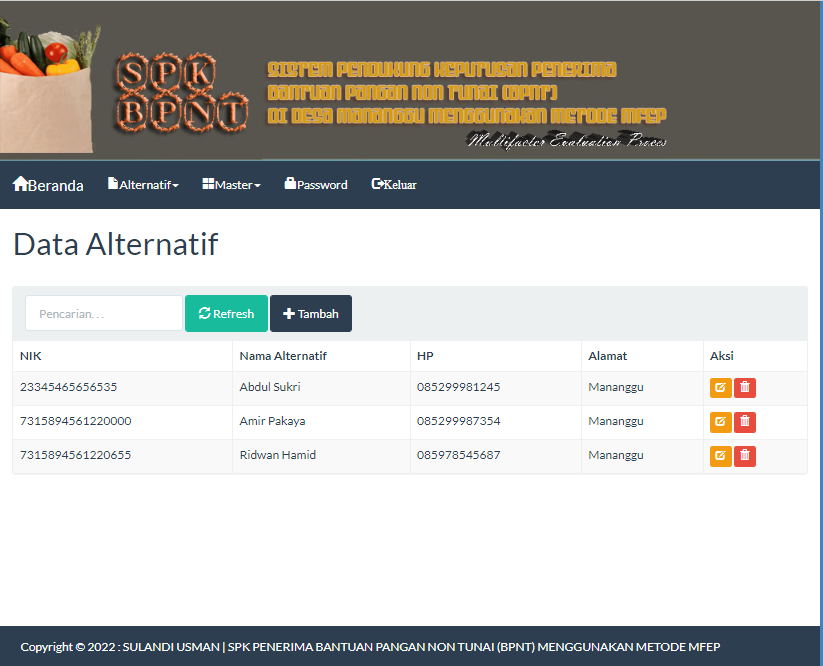 SPK
BPNT
SISTEM PENDUKUNG KEPUTUSAN PENERIMA
BANTUAN PANGAN NON TUNAI (BPNT)
DI DESA MANANGGU MENGGUNAKAN METODE MFEP
Multifactor Evaluation Proces
Beranda Alternatif Master Password Keluar
Data Alternatif
Pencarian... Refresh Tambah
NIK Nama Alternatif HP Alamat Aksi
23345465656535 Abdul Sukri 085299981245 Mananggu
7315894561220000 Amir Pakaya 085299987354 Mananggu
7315894561220655 Ridwan Hamid 085978545687 Mananggu
Copyright © 2022 : SULANDI USMAN | SPK PENERIMA BANTUAN PANGAN NON TUNAI (BPNT) MENGGUNAKAN METODE MFEP